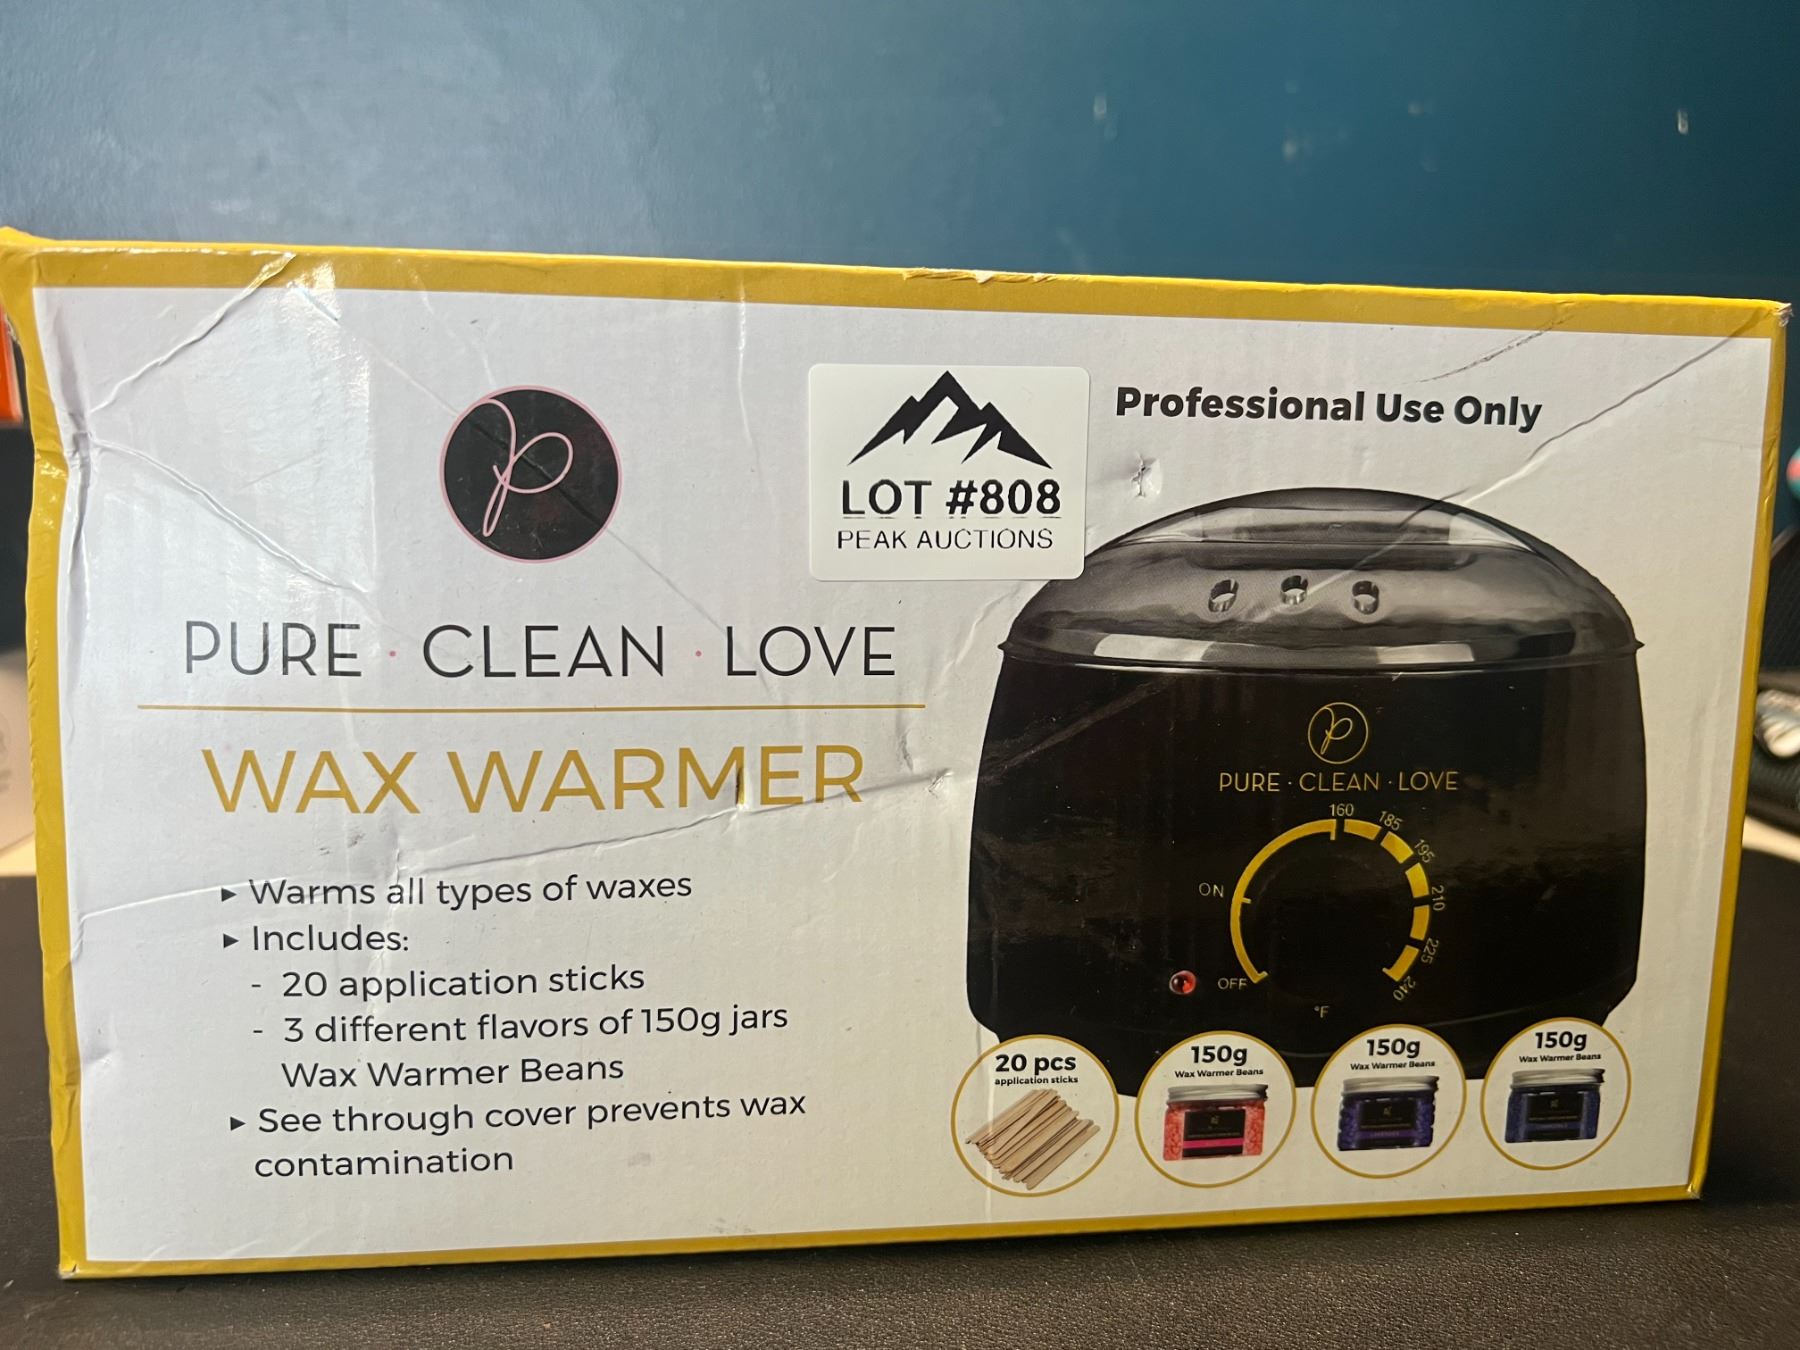 Professional Use Only
LOT #808
PEAK AUCTIONS
PURE · CLEAN · LOVE
WAX WARMER
▸ Warms all types of waxes
▸ Includes:
- 20 application sticks
- 3 different flavors of 150g jars
Wax Warmer Beans
▸ See through cover prevents wax
contamination
PURE · CLEAN · LOVE
160
185
195
210
225
240
ON
OFF
°F
20 pcs
application sticks
150g
Wax Warmer Beans
150g
Wax Warmer Beans
150g
Wax Warmer Beans